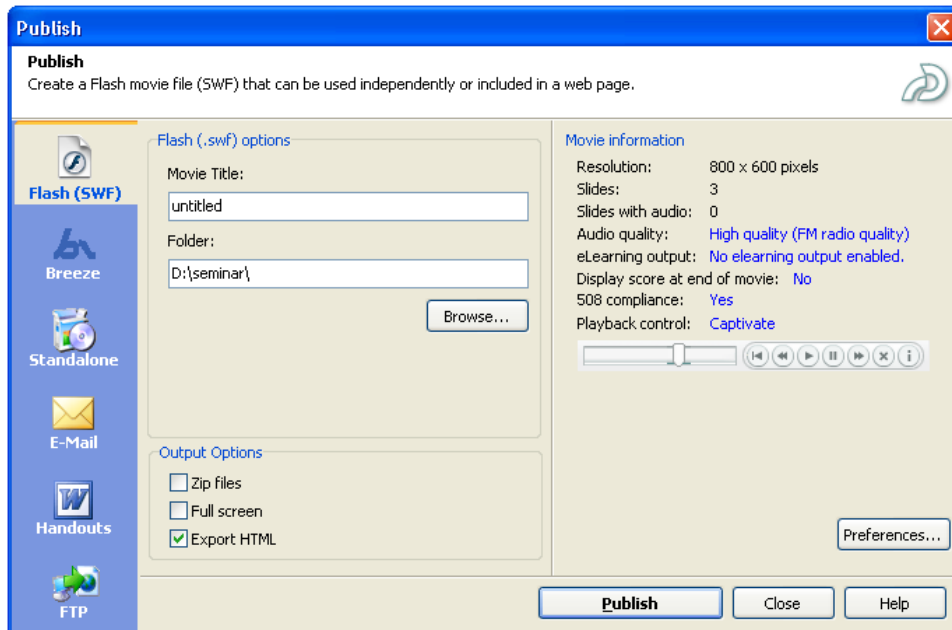 Publish
Publish
Create a Flash movie file (SWF) that can be used independently or included in a web page.
Flash (SWF)
Breeze
Standalone
E-Mail
Handouts
FTP
Flash (.swf) options
Movie Title:
untitled
Folder:
D:\seminar\
Browse...
Output Options
Zip files
Full screen
Export HTML
Movie information
Resolution: 800 x 600 pixels
Slides: 3
Slides with audio: 0
Audio quality: High quality (FM radio quality)
eLearning output: No elearning output enabled.
Display score at end of movie: No
508 compliance: Yes
Playback control: Captivate
Preferences...
Publish
Close
Help